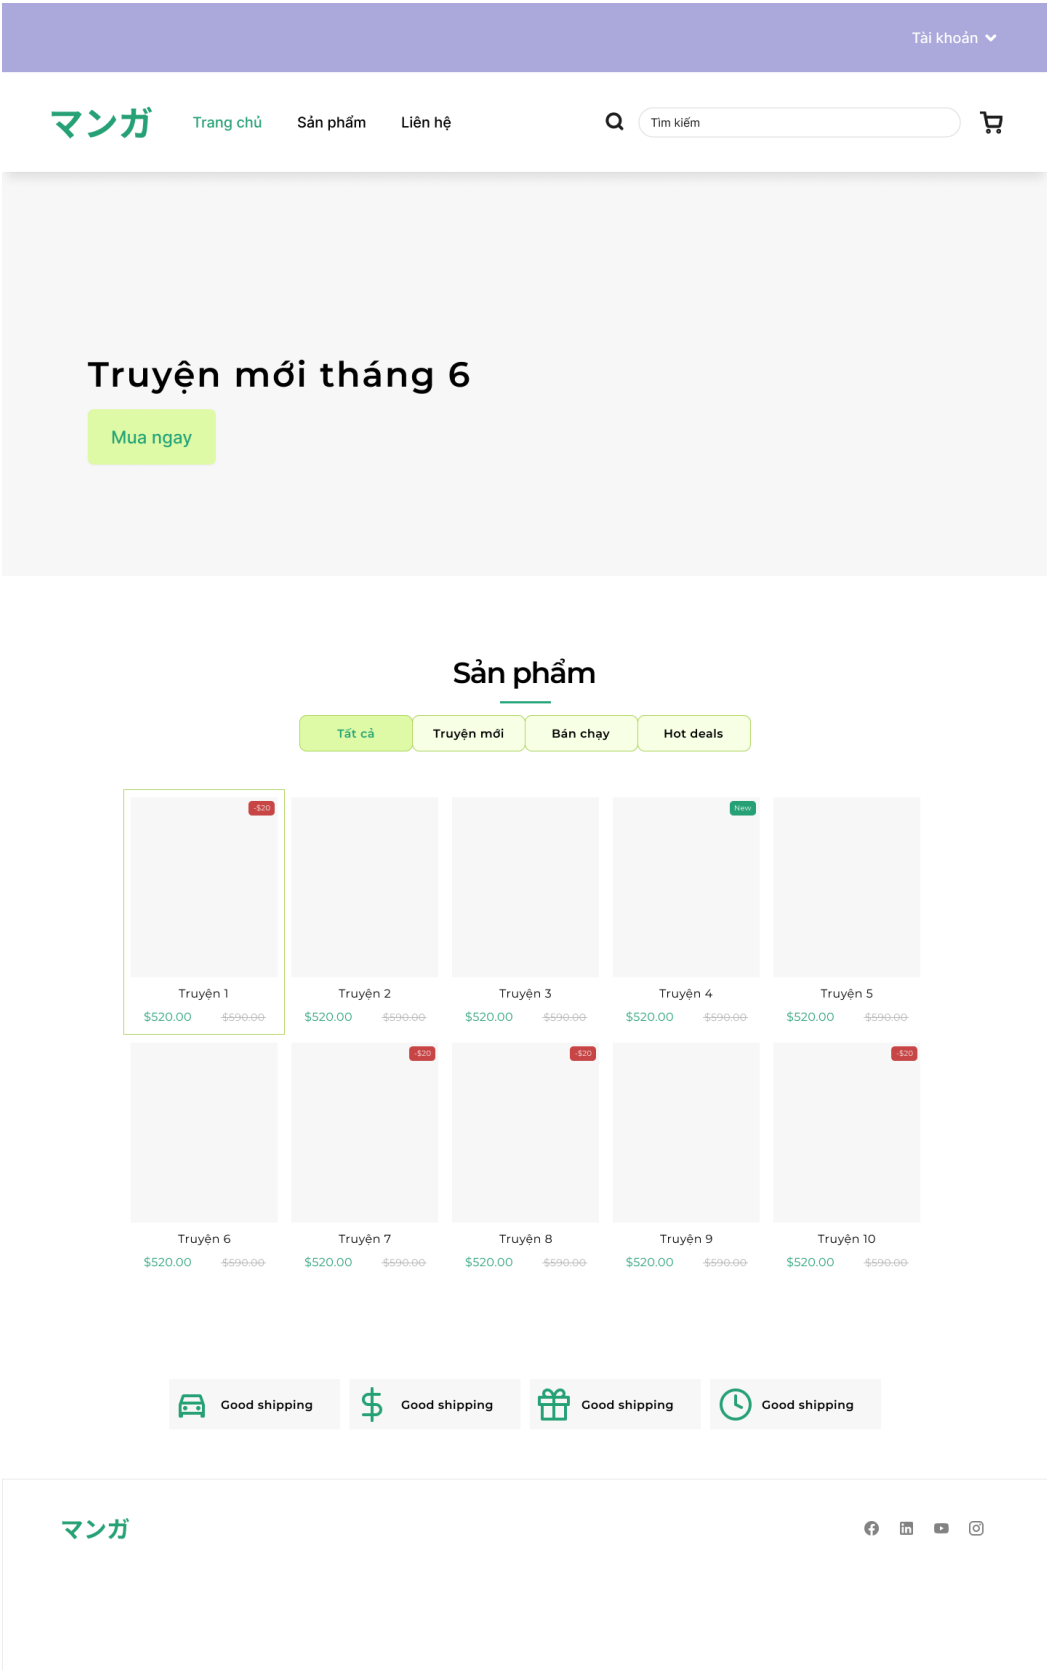 Tài khoản
マンガ
Trang chủ Sản phẩm Liên hệ Tìm kiếm
Truyện mới tháng 6
Mua ngay
Sản phẩm
Tất cả Truyện mới Bán chạy Hot deals
-$20 New
Truyện 1 Truyện 2 Truyện 3 Truyện 4 Truyện 5
$520.00 $590.00 $520.00 $590.00 $520.00 $590.00 $520.00 $590.00 $520.00 $590.00
-$20 -$20 -$20
Truyện 6 Truyện 7 Truyện 8 Truyện 9 Truyện 10
$520.00 $590.00 $520.00 $590.00 $520.00 $590.00 $520.00 $590.00 $520.00 $590.00
Good shipping Good shipping Good shipping Good shipping
マンガ